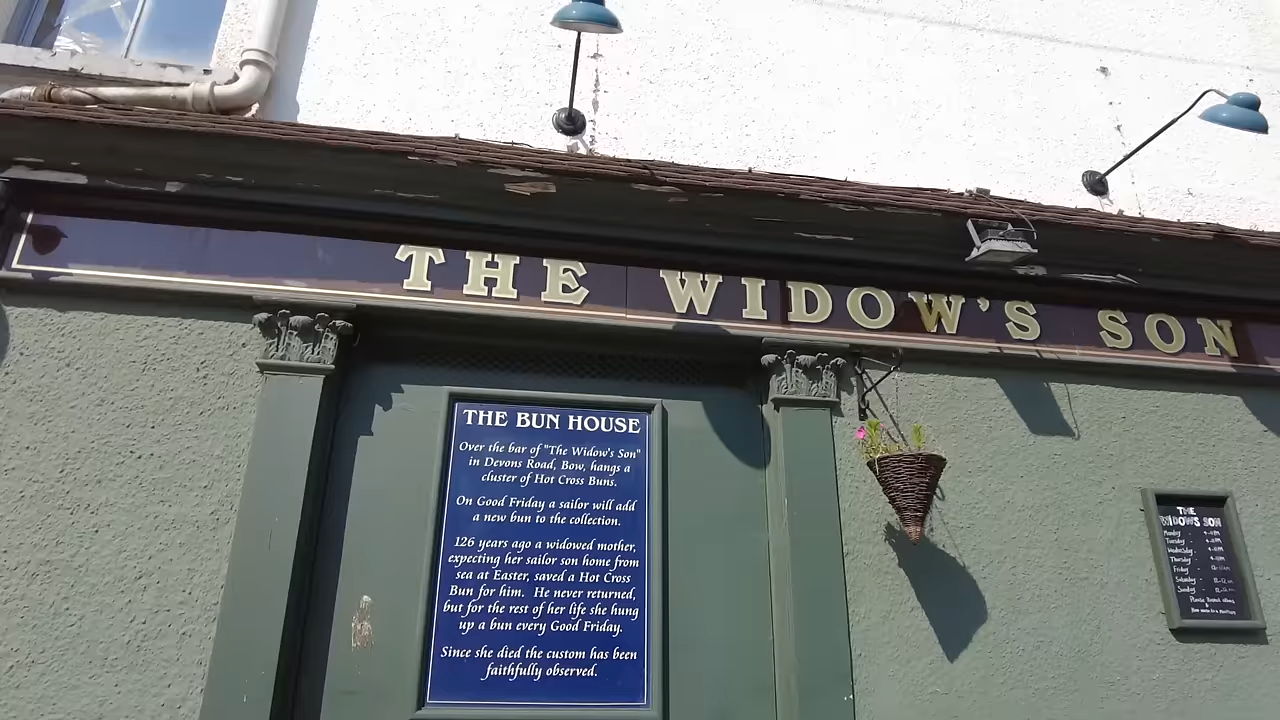 THE WIDOW'S SON
THE BUN HOUSE
Over the bar of "The Widow's Son"
in Devons Road, Bow, hangs a
cluster of Hot Cross Buns.
On Good Friday a sailor will add
a new bun to the collection.
126 years ago a widowed mother,
expecting her sailor son home from
sea at Easter, saved a Hot Cross
Bun for him. He never returned,
but for the rest of her life she hung
up a bun every Good Friday.
Since she died the custom has been
faithfully observed.
THE
WIDOWS SON
Monday -
Tuesday -
Wednesday -
Thursday -
Friday -
Saturday -
Sunday -